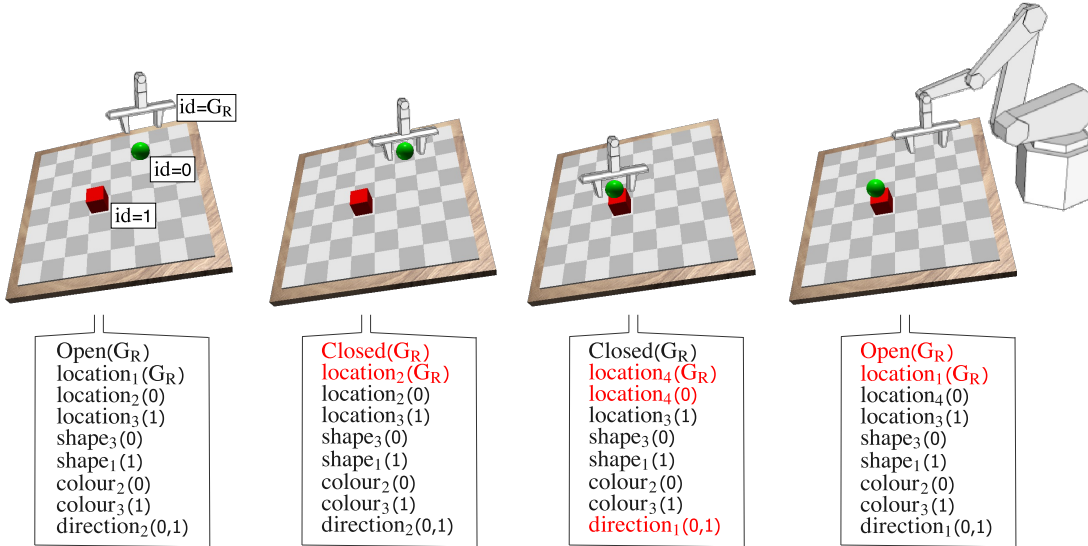 id=G_R
id=0
id=1
Open(G_R)
location_1(G_R)
location_2(0)
location_3(1)
shape_3(0)
shape_1(1)
colour_2(0)
colour_3(1)
direction_2(0,1)
Closed(G_R)
location_2(G_R)
location_2(0)
location_3(1)
shape_3(0)
shape_1(1)
colour_2(0)
colour_3(1)
direction_2(0,1)
Closed(G_R)
location_4(G_R)
location_4(0)
location_3(1)
shape_3(0)
shape_1(1)
colour_2(0)
colour_3(1)
direction_1(0,1)
Open(G_R)
location_1(G_R)
location_4(0)
location_3(1)
shape_3(0)
shape_1(1)
colour_2(0)
colour_3(1)
direction_1(0,1)